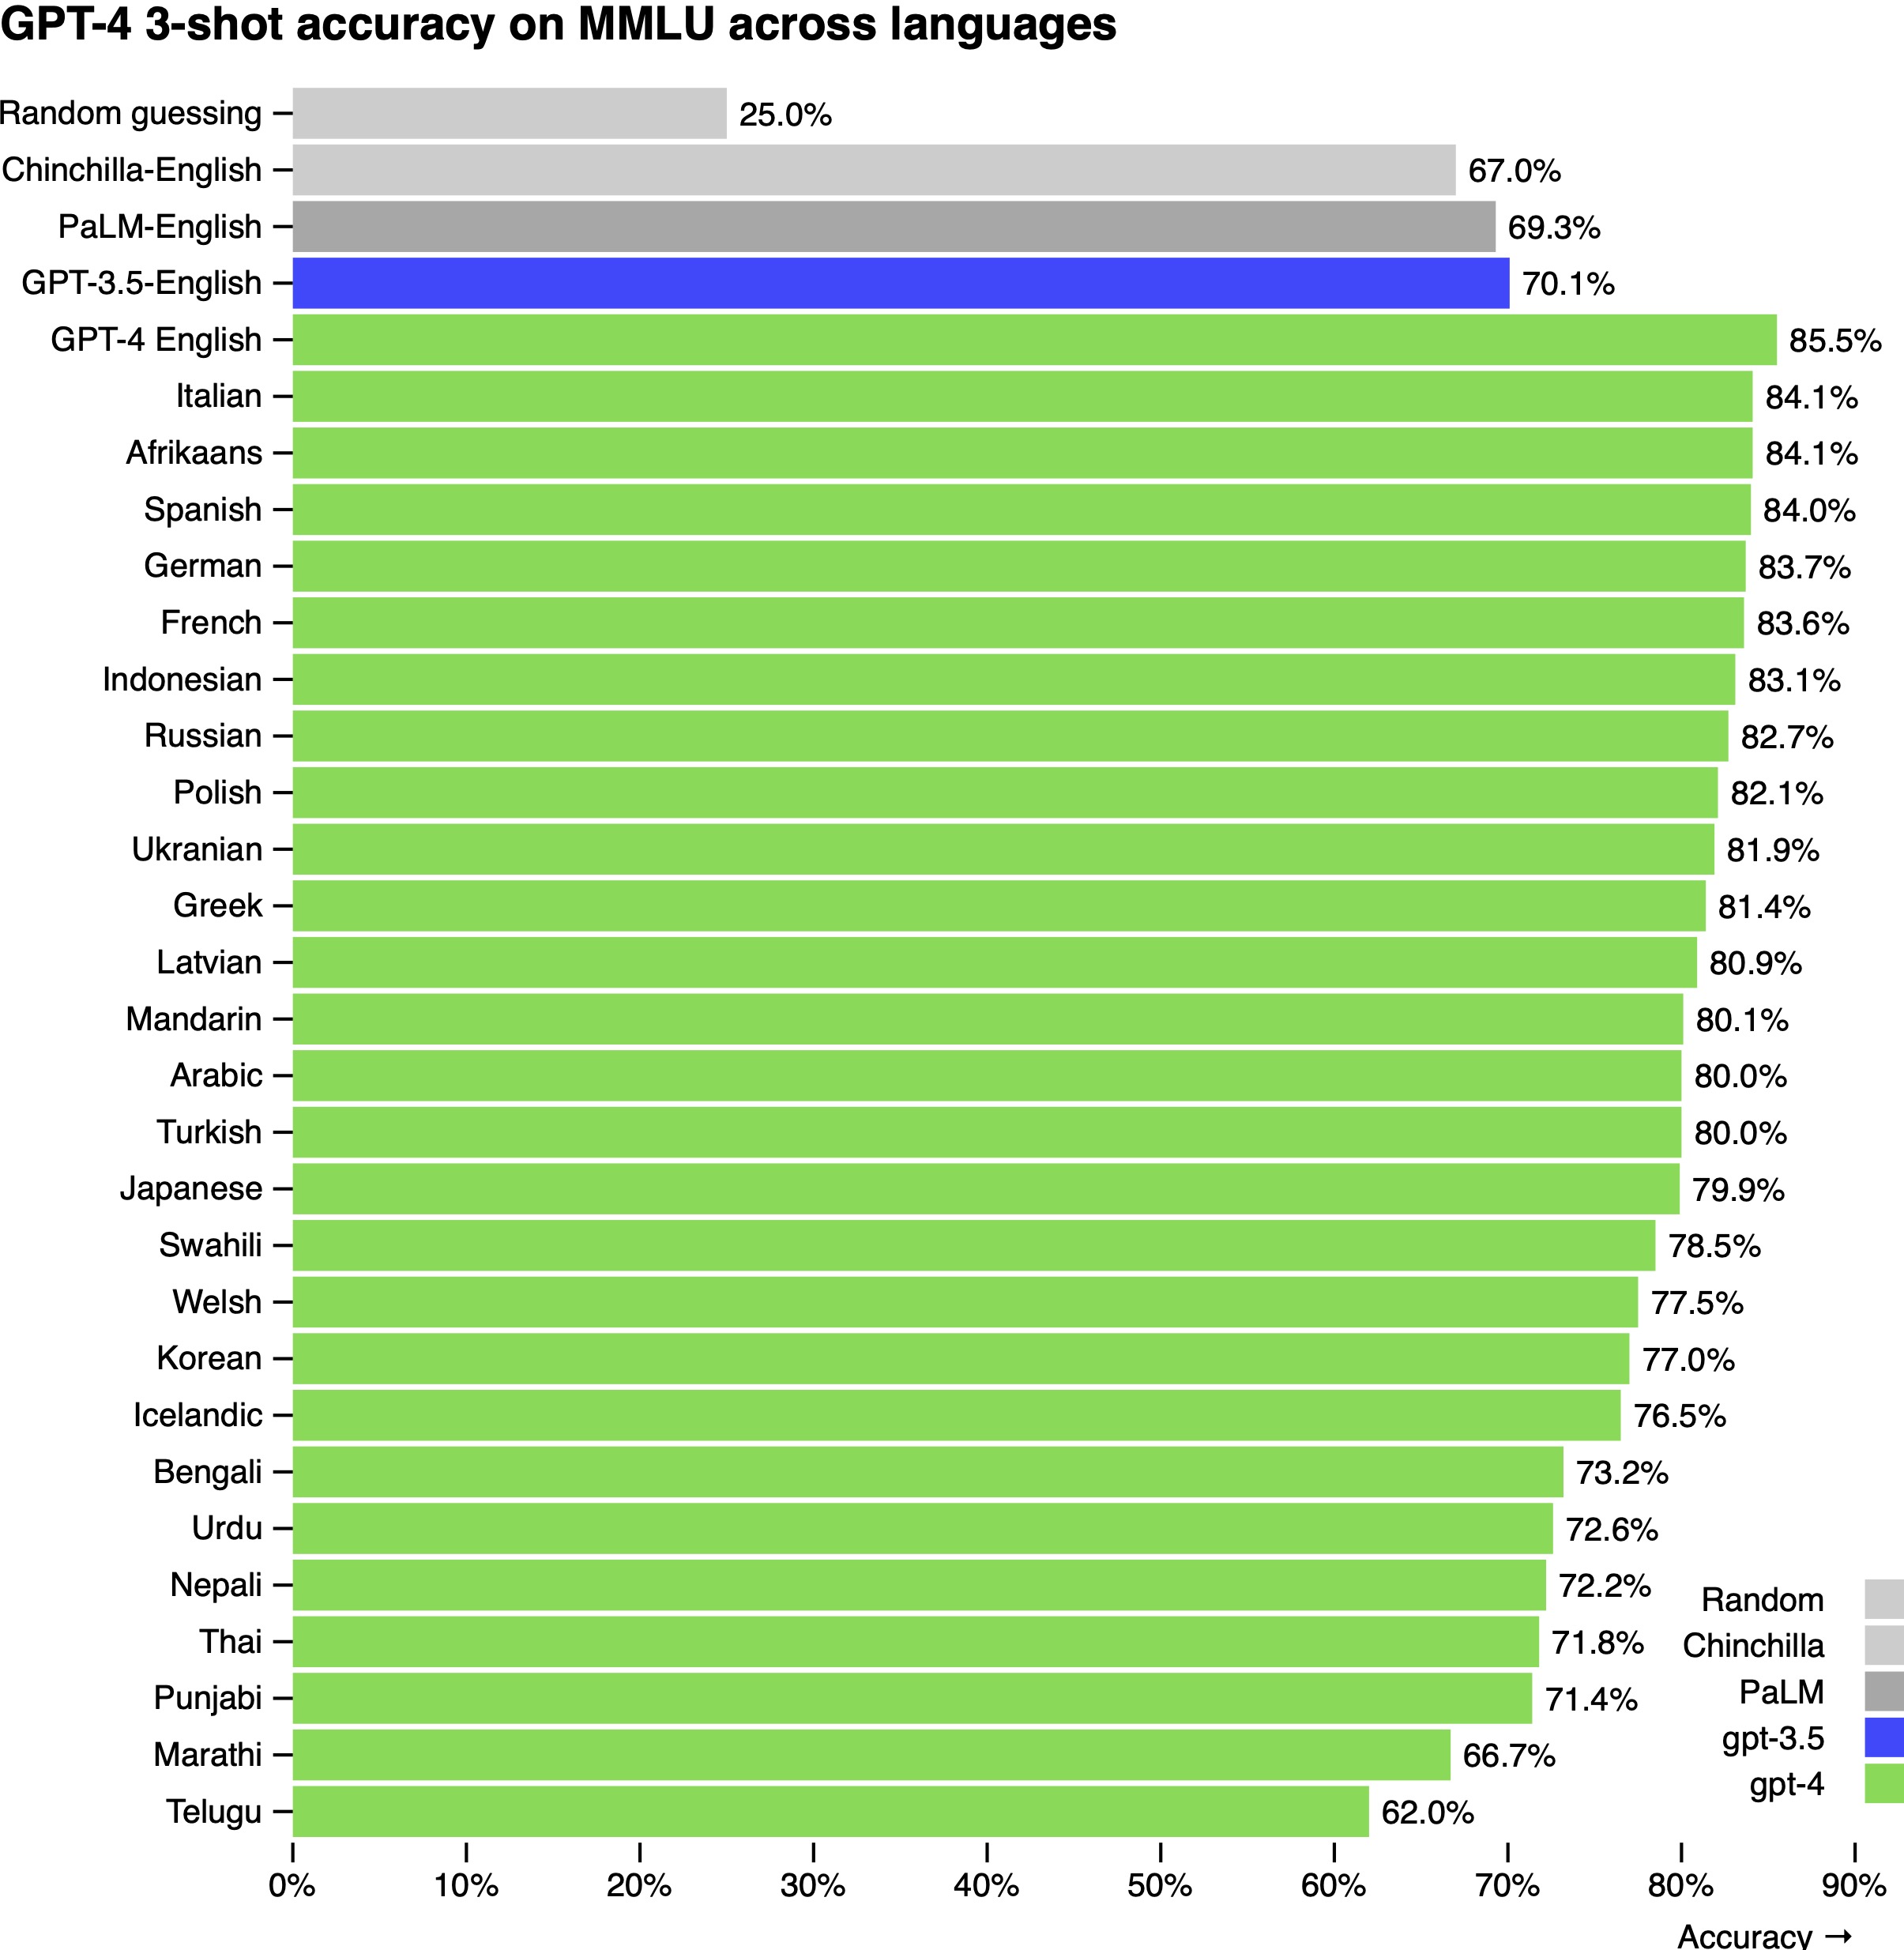 GPT-4 3-shot accuracy on MMLU across languages
Random guessing 25.0%
Chinchilla-English 67.0%
PaLM-English 69.3%
GPT-3.5-English 70.1%
GPT-4 English 85.5%
Italian 84.1%
Afrikaans 84.1%
Spanish 84.0%
German 83.7%
French 83.6%
Indonesian 83.1%
Russian 82.7%
Polish 82.1%
Ukranian 81.9%
Greek 81.4%
Latvian 80.9%
Mandarin 80.1%
Arabic 80.0%
Turkish 80.0%
Japanese 79.9%
Swahili 78.5%
Welsh 77.5%
Korean 77.0%
Icelandic 76.5%
Bengali 73.2%
Urdu 72.6%
Nepali 72.2%
Thai 71.8%
Punjabi 71.4%
Marathi 66.7%
Telugu 62.0%
Random
Chinchilla
PaLM
gpt-3.5
gpt-4
0% 10% 20% 30% 40% 50% 60% 70% 80% 90%
Accuracy →